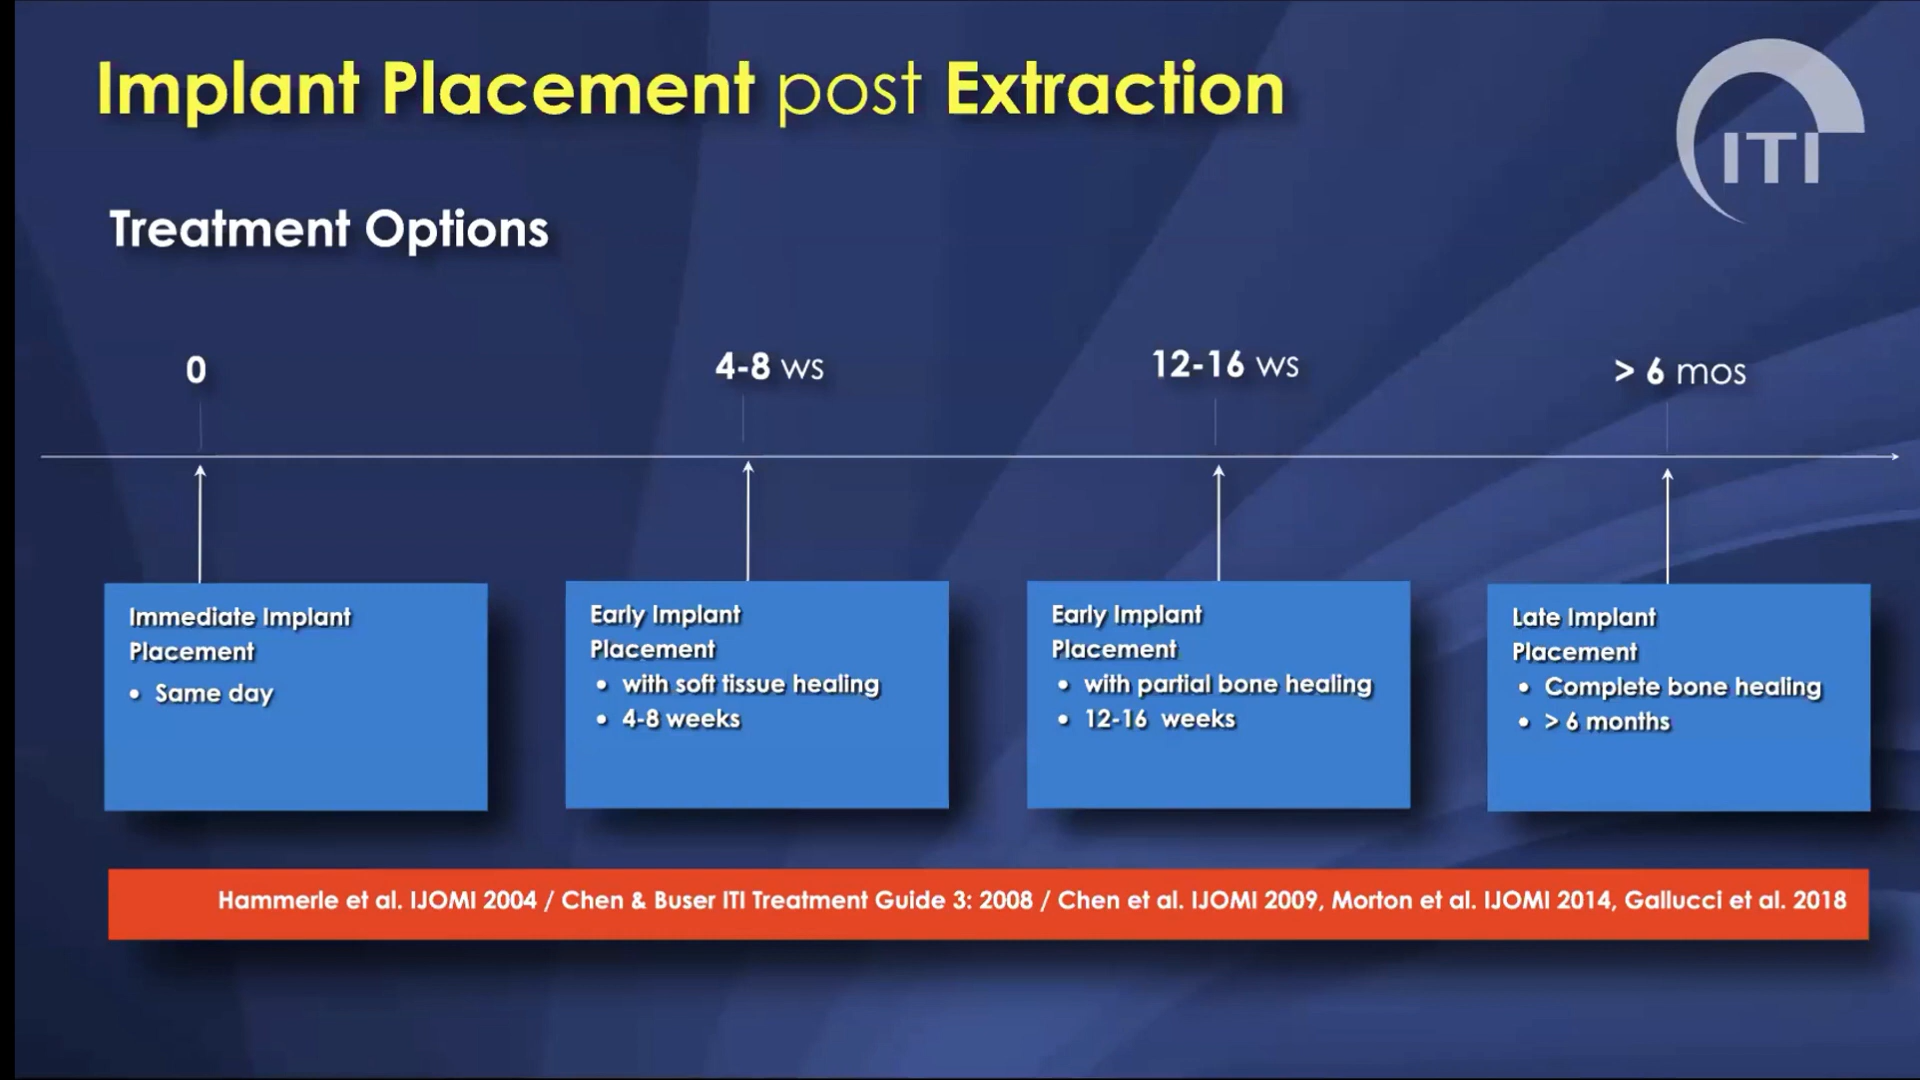 Implant Placement post Extraction
ITI
Treatment Options
0
4-8 ws
12-16 ws
> 6 mos
Immediate Implant
Placement
• Same day
Early Implant
Placement
• with soft tissue healing
• 4-8 weeks
Early Implant
Placement
• with partial bone healing
• 12-16 weeks
Late Implant
Placement
• Complete bone healing
• > 6 months
Hammerle et al. IJOMI 2004 / Chen & Buser ITI Treatment Guide 3: 2008 / Chen et al. IJOMI 2009, Morton et al. IJOMI 2014, Gallucci et al. 2018